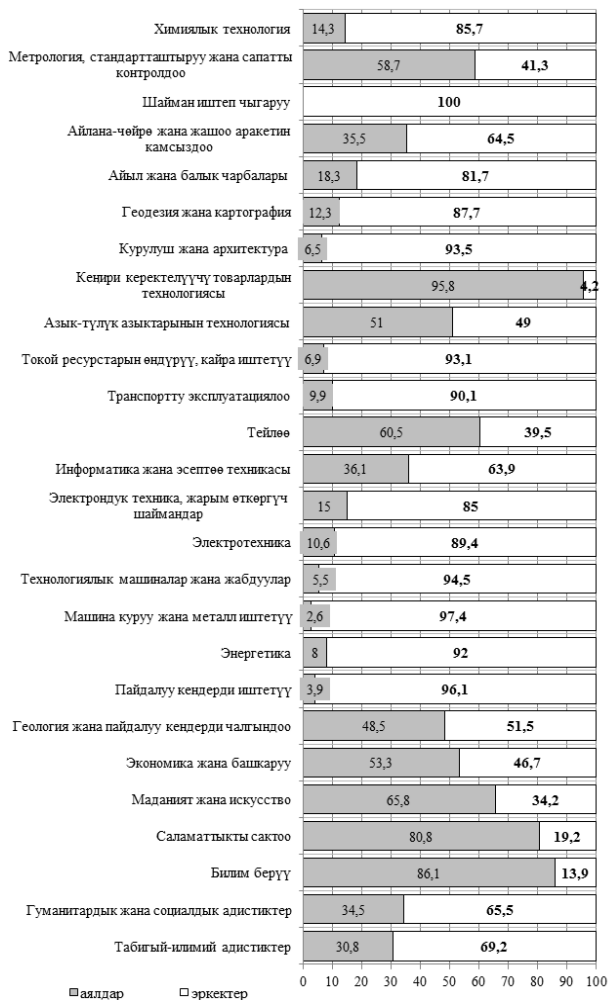 Химиялык технология
14,3 85,7
Метрология, стандартташтыруу жана сапатты
контролдоо
58,7 41,3
Шайман иштеп чыгаруу
100
Айлана-чөйрө жана жашоо аракетин
камсыздоо
35,5 64,5
Айыл жана балык чарбалары
18,3 81,7
Геодезия жана картография
12,3 87,7
Курулуш жана архитектура
6,5 93,5
Кеңири керектелүүчү товарлардын
технологиясы
95,8 4,2
Азык-түлүк азыктарынын технологиясы
51 49
Токой ресурстарын өндүрүү, кайра иштетүү
6,9 93,1
Транспортту эксплуатациялоо
9,9 90,1
Тейлөө
60,5 39,5
Информатика жана эсептөө техникасы
36,1 63,9
Электрондук техника, жарым өткөргүч
шаймандар
15 85
Электротехника
10,6 89,4
Технологиялык машиналар жана жабдуулар
5,5 94,5
Машина куруу жана металл иштетүү
2,6 97,4
Энергетика
8 92
Пайдалуу кендерди иштетүү
3,9 96,1
Геология жана пайдалуу кендерди чалгындоо
48,5 51,5
Экономика жана башкаруу
53,3 46,7
Маданият жана искусство
65,8 34,2
Саламаттыкты сактоо
80,8 19,2
Билим берүү
86,1 13,9
Гуманитардык жана социалдык адистиктер
34,5 65,5
Табигый-илимий адистиктер
30,8 69,2
0 10 20 30 40 50 60 70 80 90 100
аялдар эркектер